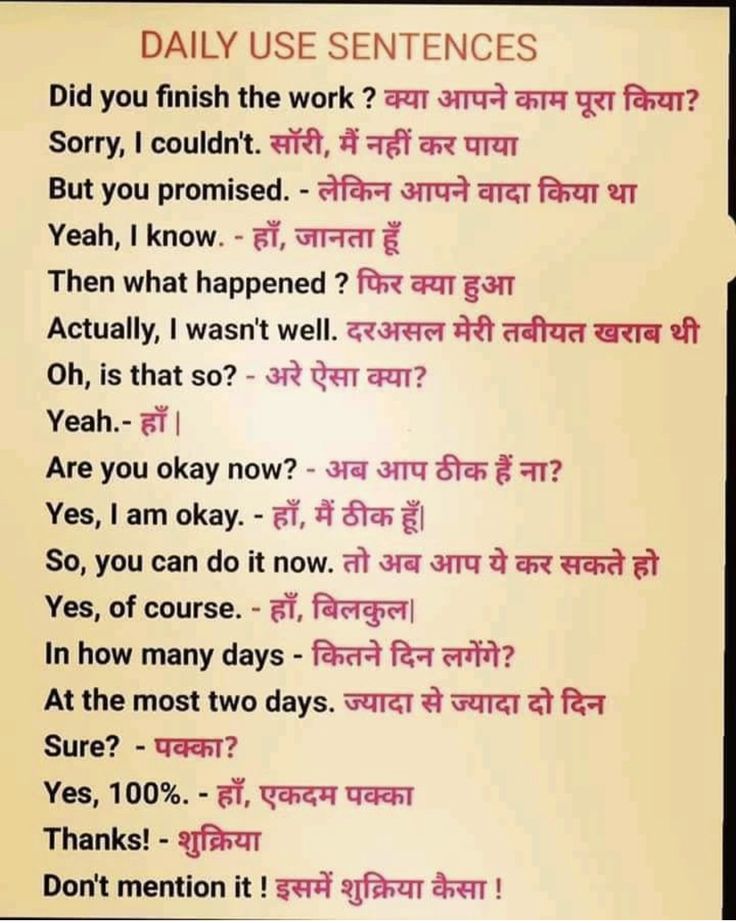 DAILY USE SENTENCES
Did you finish the work ? क्या आपने काम पूरा किया?
Sorry, I couldn't. सॉरी, मैं नहीं कर पाया
But you promised. - लेकिन आपने वादा किया था
Yeah, I know. - हाँ, जानता हूँ
Then what happened ? फिर क्या हुआ
Actually, I wasn't well. दरअसल मेरी तबीयत खराब थी
Oh, is that so? - अरे ऐसा क्या?
Yeah.- हाँ |
Are you okay now? - अब आप ठीक हैं ना?
Yes, I am okay. - हाँ, मैं ठीक हूँ|
So, you can do it now. तो अब आप ये कर सकते हो
Yes, of course. - हाँ, बिलकुल|
In how many days - कितने दिन लगेंगे?
At the most two days. ज्यादा से ज्यादा दो दिन
Sure? - पक्का?
Yes, 100%. - हाँ, एकदम पक्का
Thanks! - शुक्रिया
Don't mention it ! इसमें शुक्रिया कैसा !